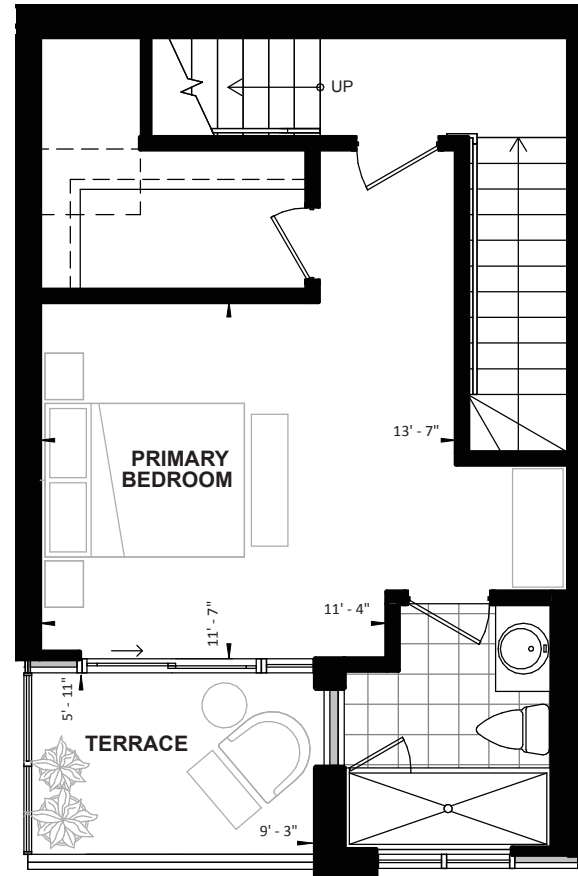 UP
13' - 7"
PRIMARY
BEDROOM
11' - 4"
11' - 7"
5' - 11"
TERRACE
9' - 3"